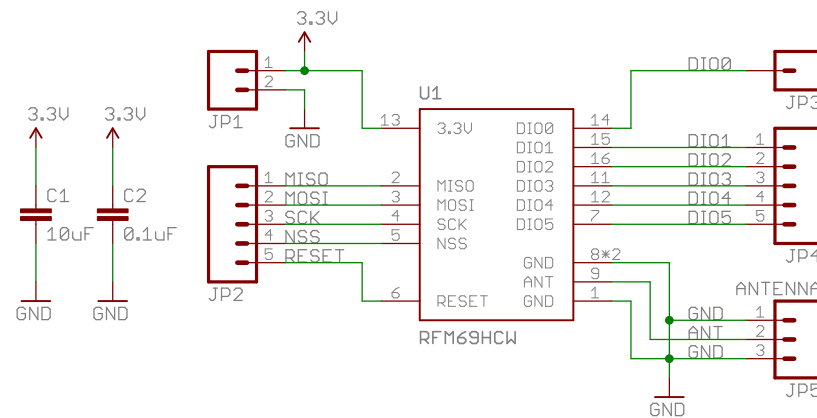 3.3V
1
2
JP1
GND
3.3V
GND
C1
10uF
3.3V
GND
C2
0.1uF
1 MISO
2 MOSI
3 SCK
4 NSS
5 RESET
JP2
U1
13 3.3V
2 MISO
3 MOSI
4 SCK
5 NSS
6 RESET
DIO0 14
DIO1 15
DIO2 16
DIO3 11
DIO4 12
DIO5 7
GND 8*2
ANT 9
GND 1
RFM69HCW
DIO0 1
JP3
DIO1 1
DIO2 2
DIO3 3
DIO4 4
DIO5 5
JP4
ANTENNA
GND 1
ANT 2
GND 3
JP5
GND